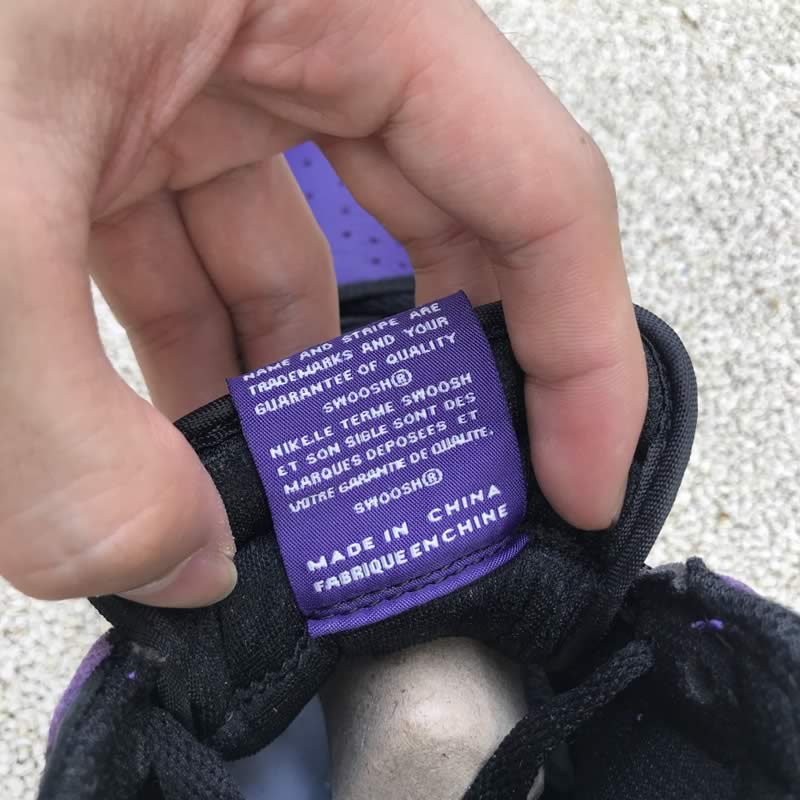 NAME AND STRIPE ARE
TRADEMARKS AND YOUR
GUARANTEE OF QUALITY
SWOOSH®
NIKE.LE TERME SWOOSH
ET SON SIGLE SONT DES
MARQUES DEPOSEES ET
VOTRE GARANTIE DE QUALITE.
SWOOSH®
MADE IN CHINA
FABRIQUE EN CHINE